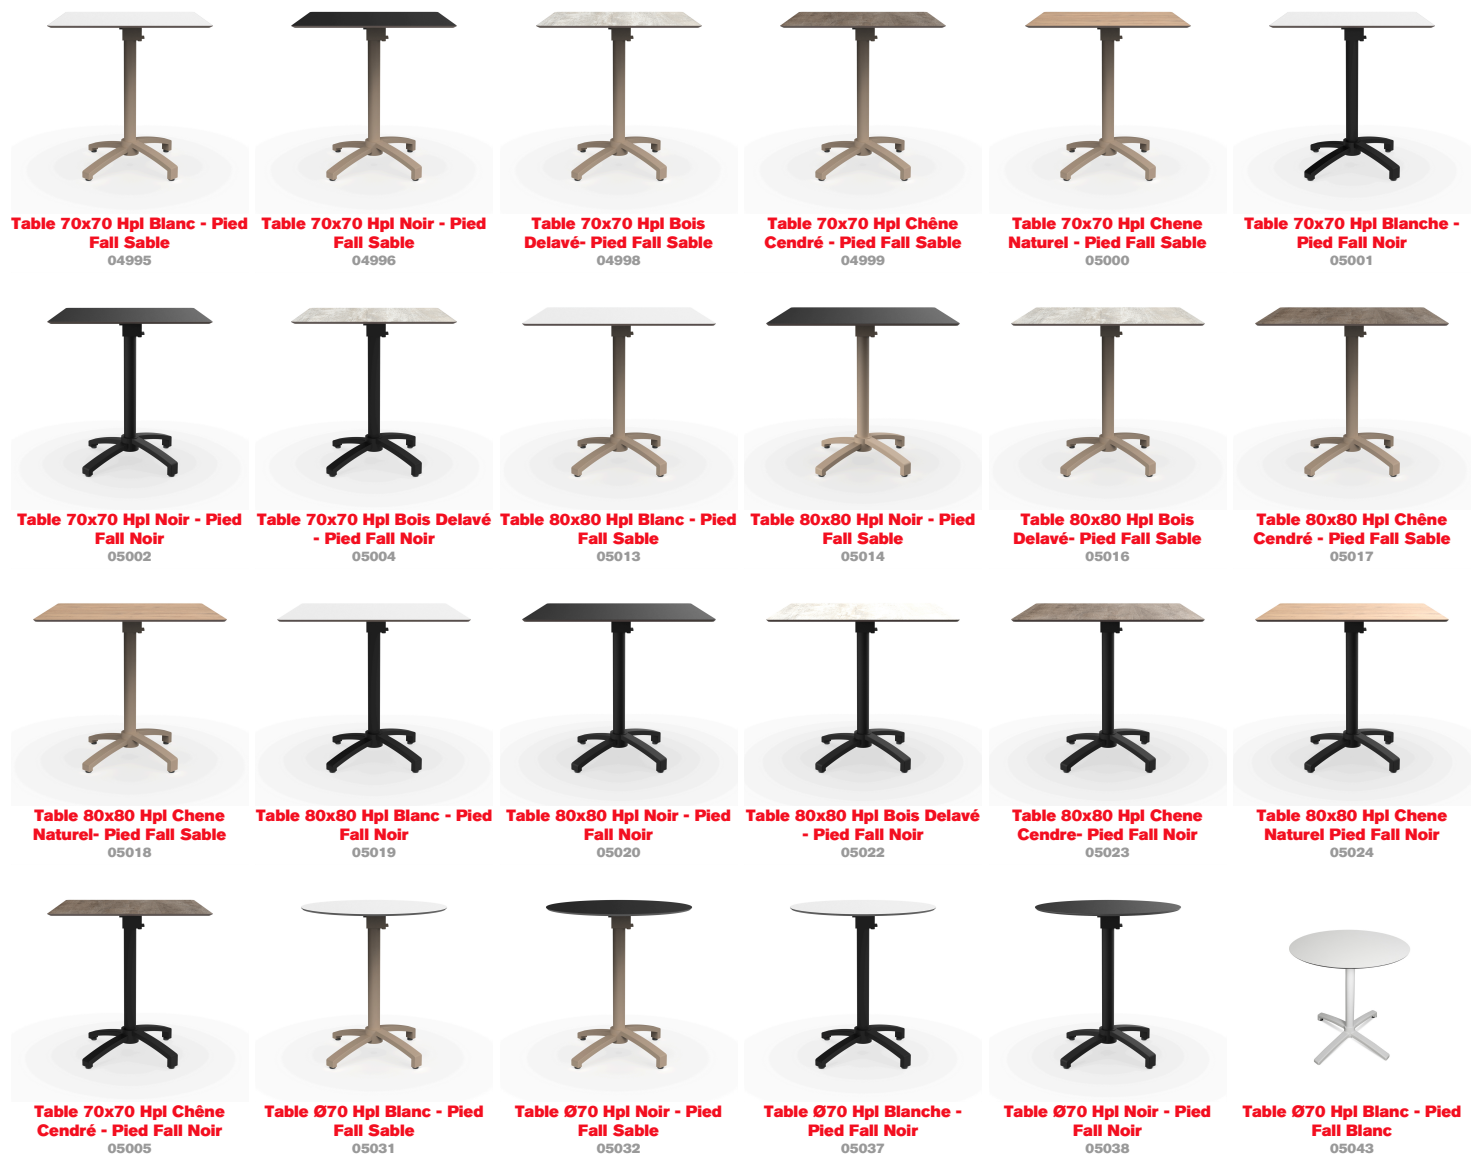 Table 70x70 Hpl Blanc - Pied
Fall Sable
04995
Table 70x70 Hpl Noir - Pied
Fall Sable
04996
Table 70x70 Hpl Bois
Delavé- Pied Fall Sable
04998
Table 70x70 Hpl Chêne
Cendré - Pied Fall Sable
04999
Table 70x70 Hpl Chene
Naturel - Pied Fall Sable
05000
Table 70x70 Hpl Blanche -
Pied Fall Noir
05001
Table 70x70 Hpl Noir - Pied
Fall Noir
05002
Table 70x70 Hpl Bois Delavé
- Pied Fall Noir
05004
Table 80x80 Hpl Blanc - Pied
Fall Sable
05013
Table 80x80 Hpl Noir - Pied
Fall Sable
05014
Table 80x80 Hpl Bois
Delavé- Pied Fall Sable
05016
Table 80x80 Hpl Chêne
Cendré - Pied Fall Sable
05017
Table 80x80 Hpl Chene
Naturel- Pied Fall Sable
05018
Table 80x80 Hpl Blanc - Pied
Fall Noir
05019
Table 80x80 Hpl Noir - Pied
Fall Noir
05020
Table 80x80 Hpl Bois Delavé
- Pied Fall Noir
05022
Table 80x80 Hpl Chene
Cendre- Pied Fall Noir
05023
Table 80x80 Hpl Chene
Naturel Pied Fall Noir
05024
Table 70x70 Hpl Chêne
Cendré - Pied Fall Noir
05005
Table Ø70 Hpl Blanc - Pied
Fall Sable
05031
Table Ø70 Hpl Noir - Pied
Fall Sable
05032
Table Ø70 Hpl Blanche -
Pied Fall Noir
05037
Table Ø70 Hpl Noir - Pied
Fall Noir
05038
Table Ø70 Hpl Blanc - Pied
Fall Blanc
05043